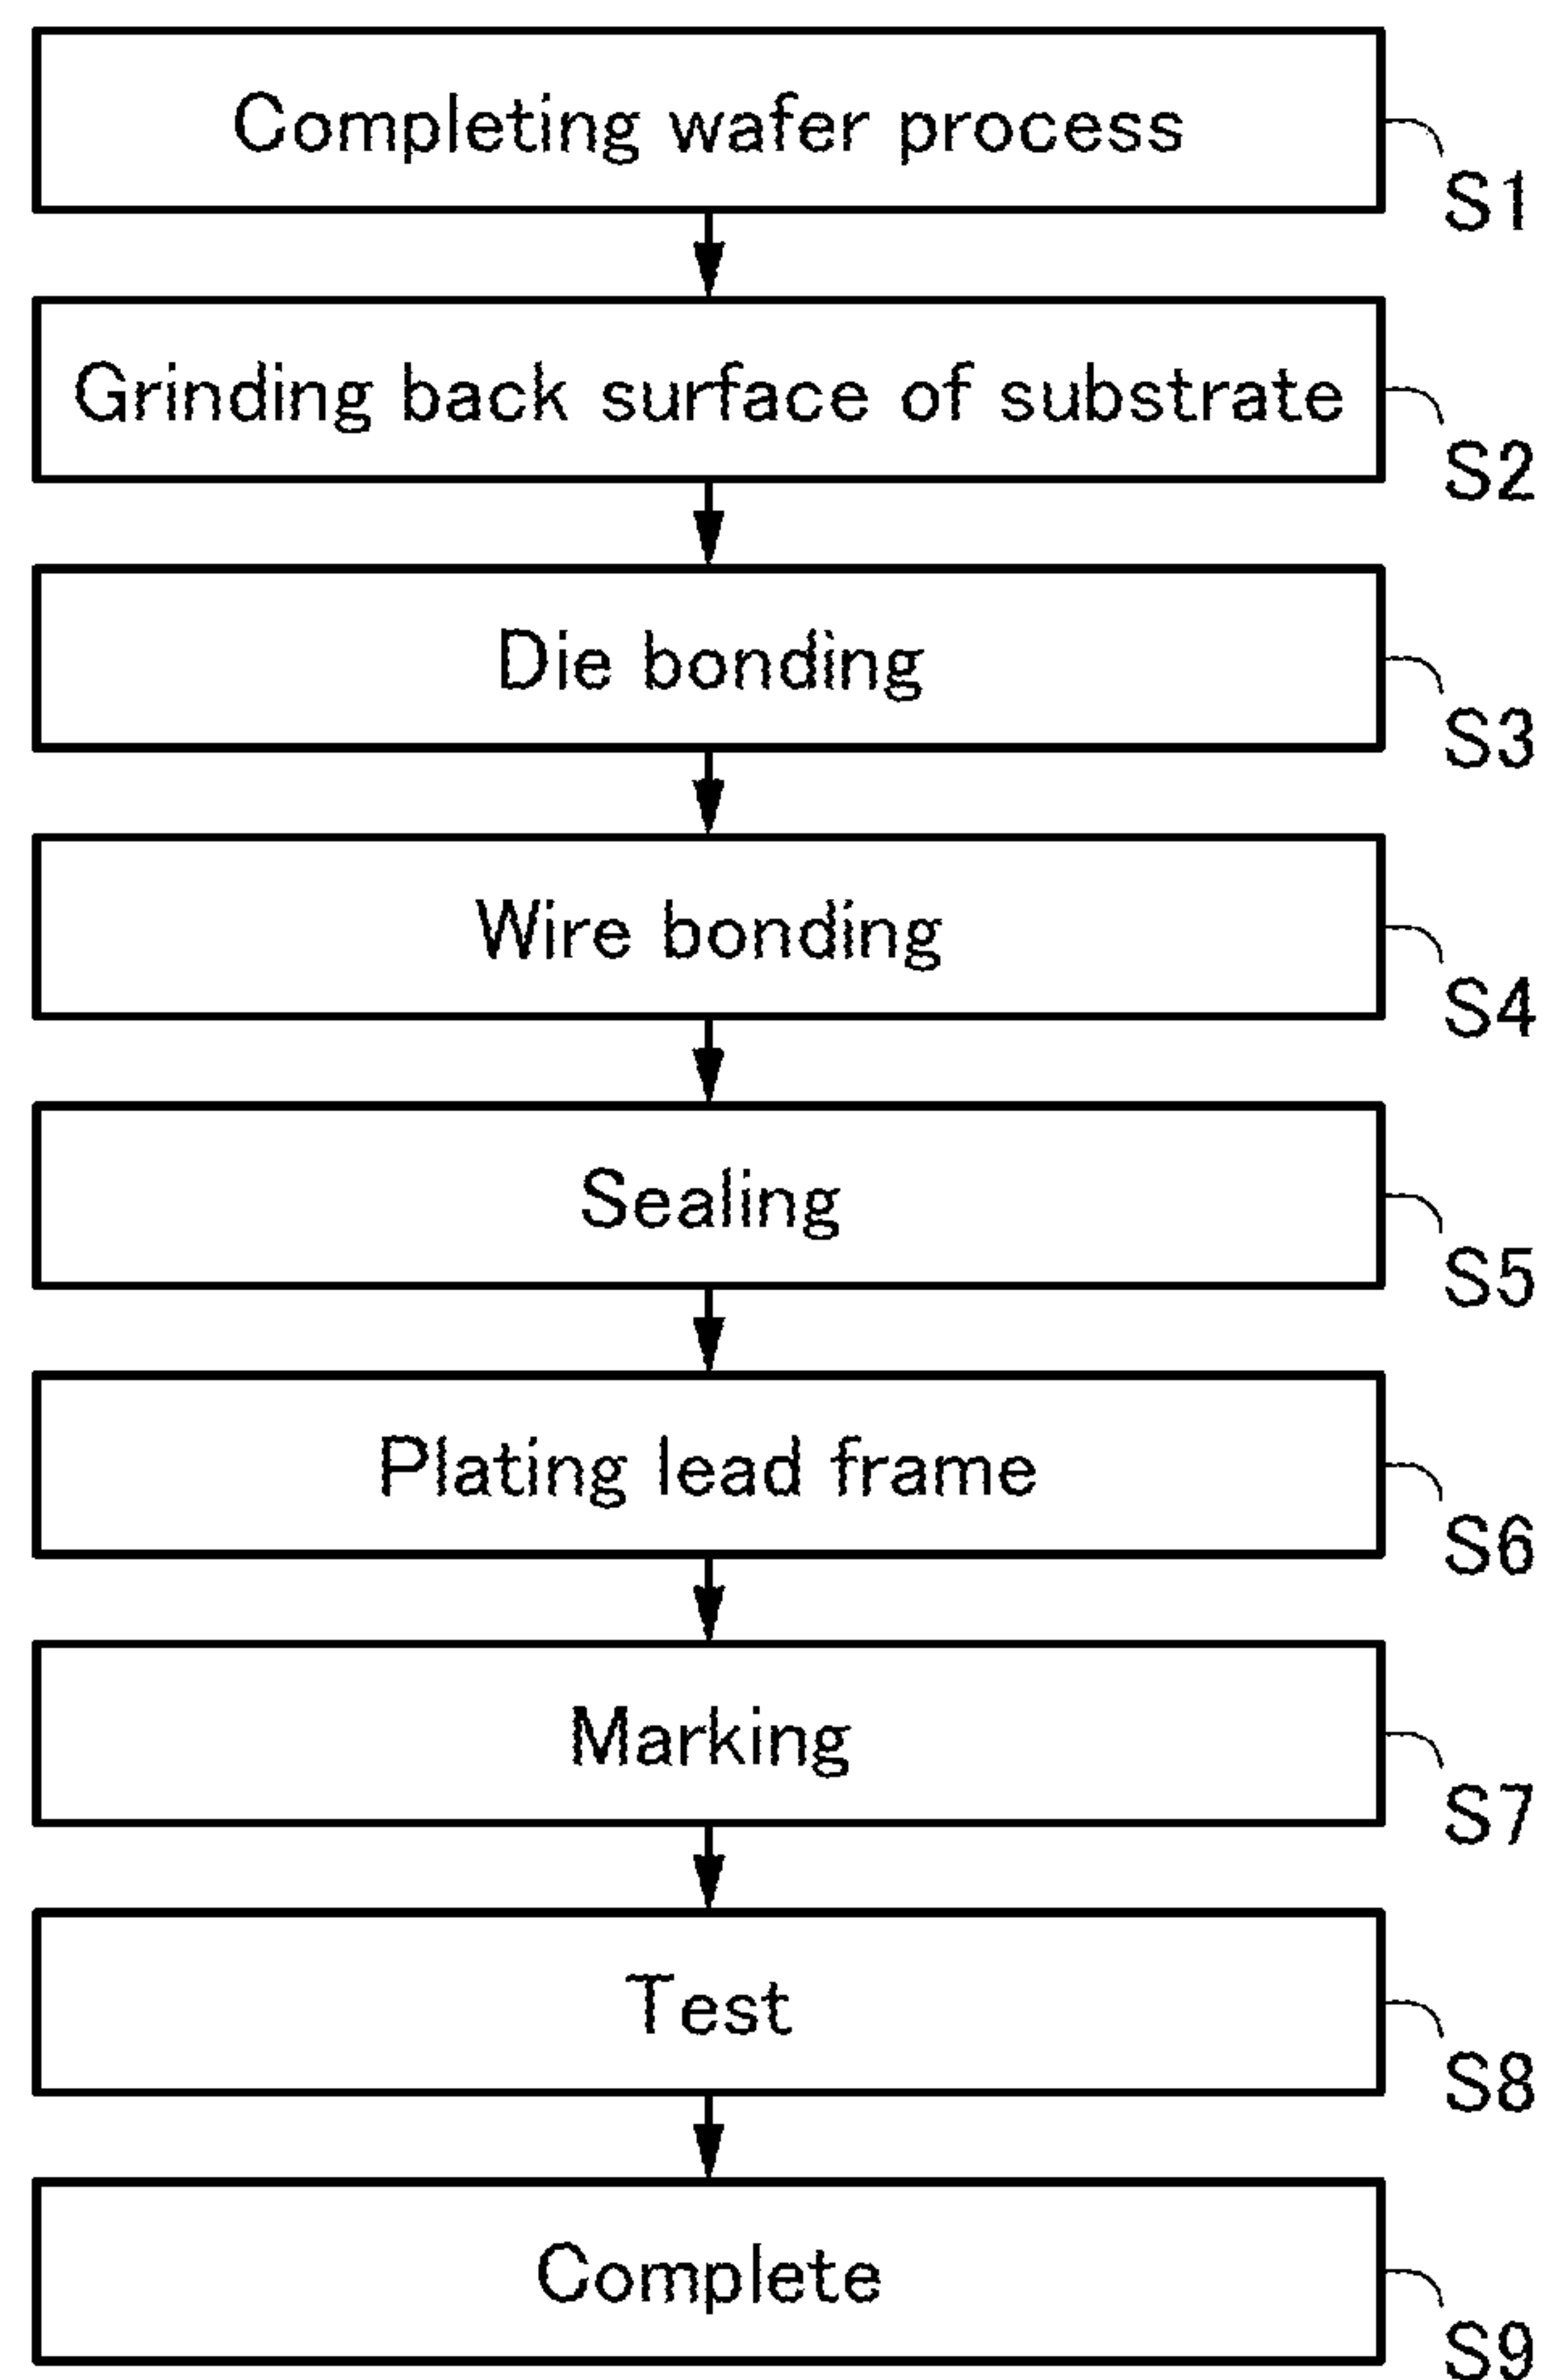 Completing wafer process
S1
Grinding back surface of substrate
S2
Die bonding
S3
Wire bonding
S4
Sealing
S5
Plating lead frame
S6
Marking
S7
Test
S8
Complete
S9